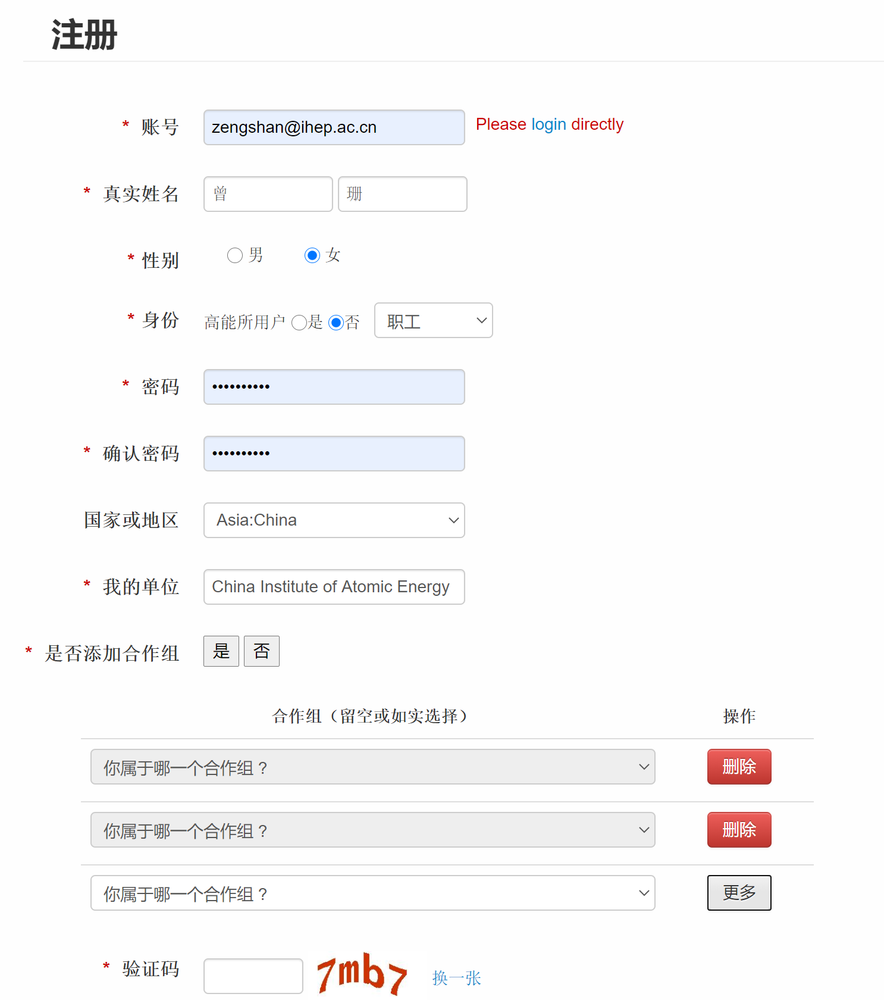 注册
* 账号 zengshan@ihep.ac.cn Please login directly
* 真实姓名 曾 珊
* 性别 男 女
* 身份 高能所用户 是 否 职工
* 密码 ••••••••••
* 确认密码 ••••••••••
国家或地区 Asia:China
* 我的单位 China Institute of Atomic Energy
* 是否添加合作组 是 否
合作组（留空或如实选择） 操作
你属于哪一个合作组？ 删除
你属于哪一个合作组？ 删除
你属于哪一个合作组？ 更多
* 验证码 7mb7 换一张